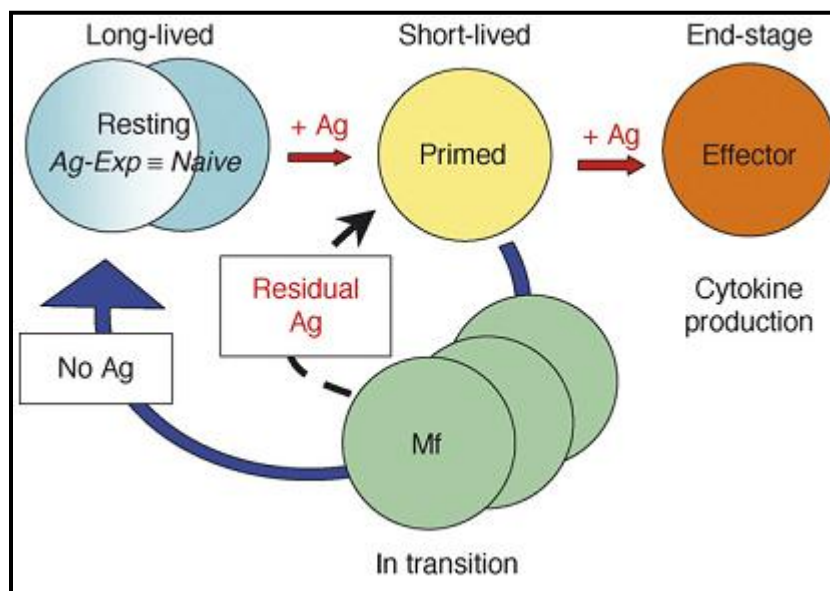 Long-lived
Short-lived
End-stage
Resting
Ag-Exp ≡ Naive
+ Ag
Primed
+ Ag
Effector
Residual
Ag
Cytokine
production
No Ag
Mf
In transition